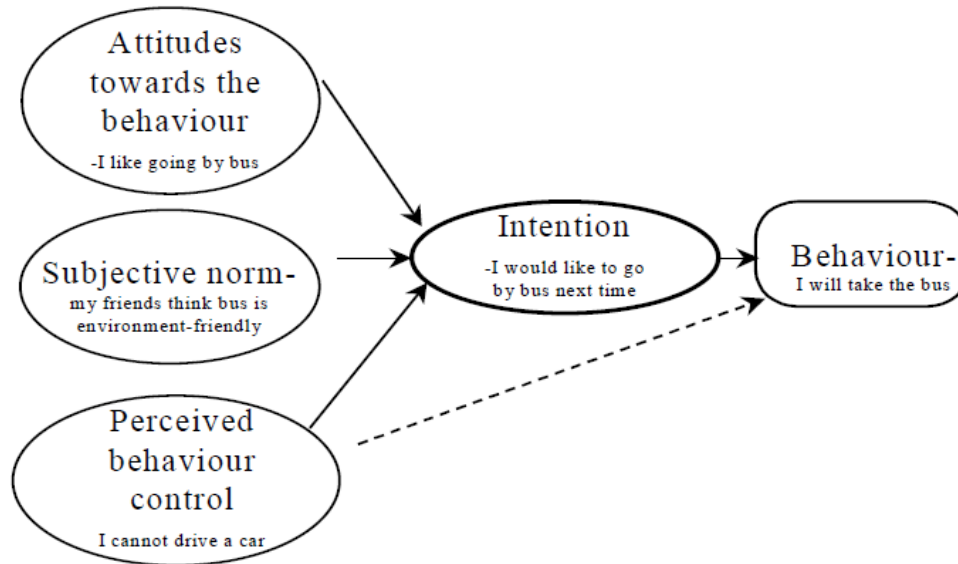 Attitudes
towards the
behaviour
-I like going by bus
Subjective norm-
my friends think bus is
environment-friendly
Perceived
behaviour
control
I cannot drive a car
Intention
-I would like to go
by bus next time
Behaviour-
I will take the bus